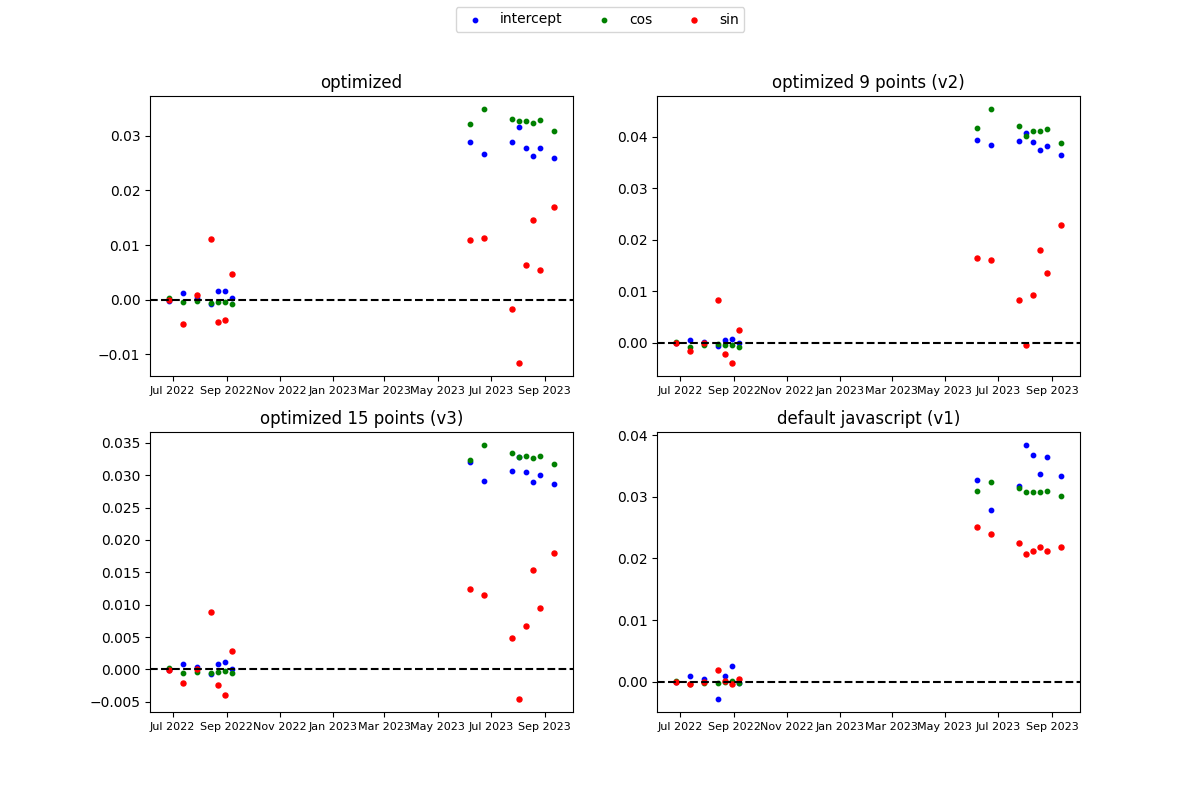 intercept cos sin
optimized
0.03
0.02
0.01
0.00
−0.01
Jul 2022 Sep 2022 Nov 2022 Jan 2023 Mar 2023 May 2023 Jul 2023 Sep 2023
optimized 9 points (v2)
0.04
0.03
0.02
0.01
0.00
Jul 2022 Sep 2022 Nov 2022 Jan 2023 Mar 2023 May 2023 Jul 2023 Sep 2023
optimized 15 points (v3)
0.035
0.030
0.025
0.020
0.015
0.010
0.005
0.000
−0.005
Jul 2022 Sep 2022 Nov 2022 Jan 2023 Mar 2023 May 2023 Jul 2023 Sep 2023
default javascript (v1)
0.04
0.03
0.02
0.01
0.00
Jul 2022 Sep 2022 Nov 2022 Jan 2023 Mar 2023 May 2023 Jul 2023 Sep 2023